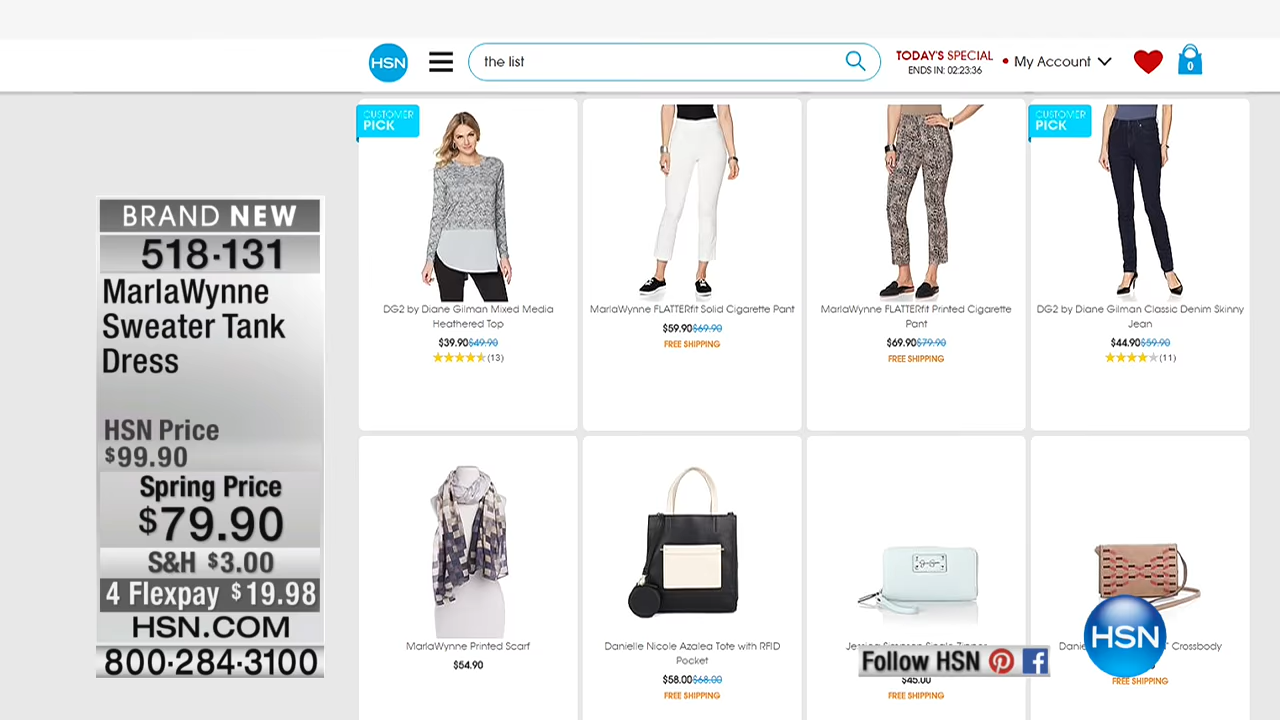 HSN
the list
TODAY'S SPECIAL
ENDS IN: 02:23:36
My Account
0
CUSTOMER
PICK
DG2 by Diane Gilman Mixed Media
Heathered Top
$39.90$49.90
(13)
MarlaWynne FLATTERfit Solid Cigarette Pant
$59.90$69.90
FREE SHIPPING
MarlaWynne FLATTERfit Printed Cigarette
Pant
$69.90$79.90
FREE SHIPPING
CUSTOMER
PICK
DG2 by Diane Gilman Classic Denim Skinny
Jean
$44.90$59.90
(11)
BRAND NEW
518·131
MarlaWynne
Sweater Tank
Dress
HSN Price
$99.90
Spring Price
$79.90
S&H $3.00
4 Flexpay $19.98
HSN.COM
800·284·3100
MarlaWynne Printed Scarf
$54.90
Danielle Nicole Azalea Tote with RFID
Pocket
$58.00$68.00
FREE SHIPPING
$45.00
FREE SHIPPING
Crossbody
FREE SHIPPING
Follow HSN
HSN